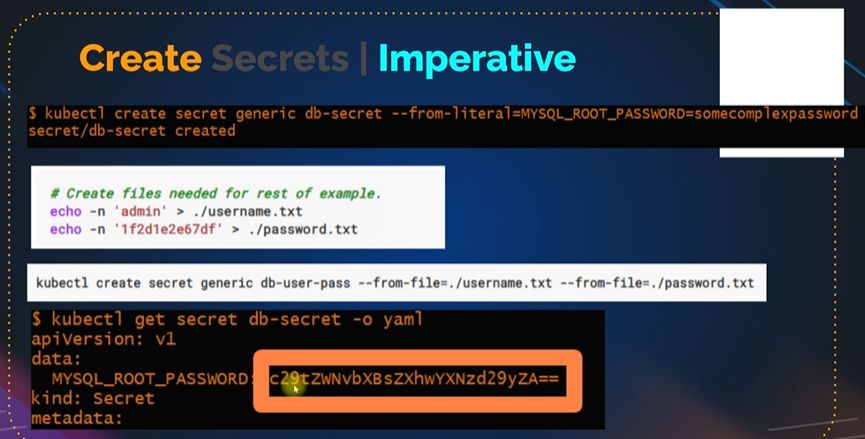 Create Secrets | Imperative
$ kubectl create secret generic db-secret --from-literal=MYSQL_ROOT_PASSWORD=somecomplexpassword
secret/db-secret created
# Create files needed for rest of example.
echo -n 'admin' > ./username.txt
echo -n '1f2d1e2e67df' > ./password.txt
kubectl create secret generic db-user-pass --from-file=./username.txt --from-file=./password.txt
$ kubectl get secret db-secret -o yaml
apiVersion: v1
data:
MYSQL_ROOT_PASSWORD: c29tZWNvbXBsZXhwYXNzd29yZA==
kind: Secret
metadata: